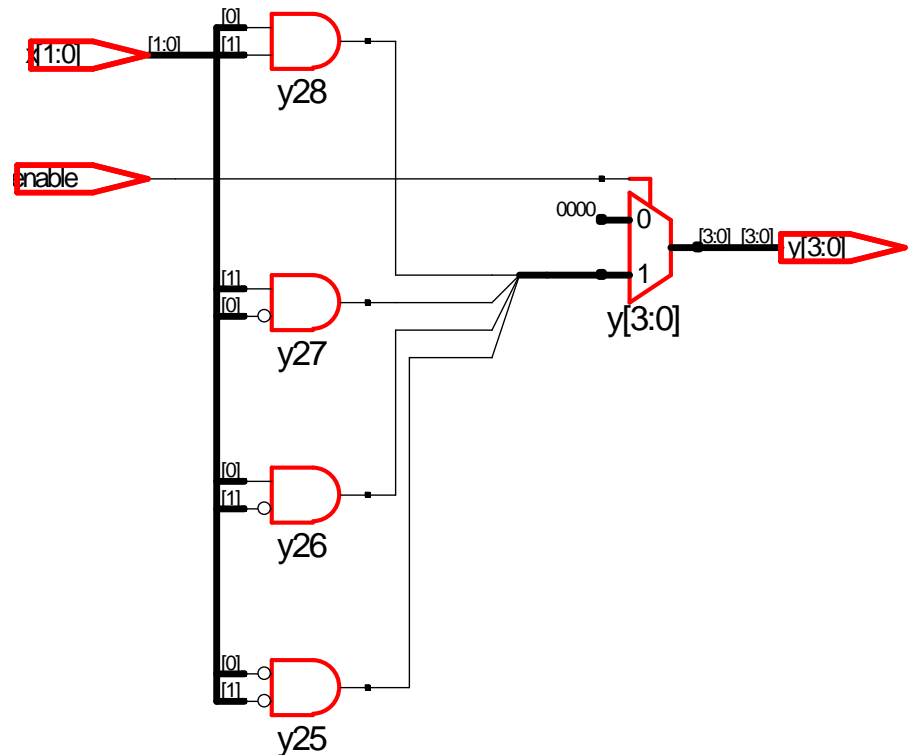 [0]
x[1:0]
[1:0]
[1]
y28
enable
0000
0
[3:0]
[3:0]
y[3:0]
1
[1]
[0]
y[3:0]
y27
[0]
[1]
y26
[0]
[1]
y25